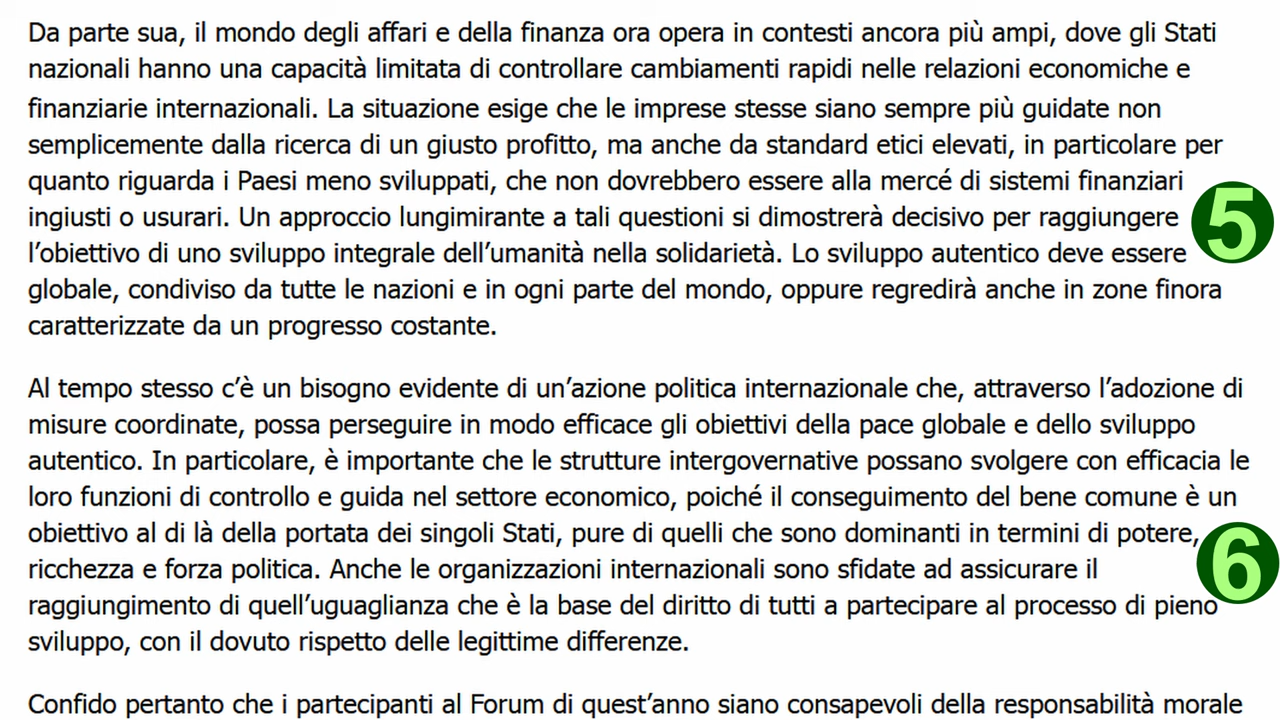 Da parte sua, il mondo degli affari e della finanza ora opera in contesti ancora più ampi, dove gli Stati
nazionali hanno una capacità limitata di controllare cambiamenti rapidi nelle relazioni economiche e
finanziarie internazionali. La situazione esige che le imprese stesse siano sempre più guidate non
semplicemente dalla ricerca di un giusto profitto, ma anche da standard etici elevati, in particolare per
quanto riguarda i Paesi meno sviluppati, che non dovrebbero essere alla mercé di sistemi finanziari
ingiusti o usurari. Un approccio lungimirante a tali questioni si dimostrerà decisivo per raggiungere
l’obiettivo di uno sviluppo integrale dell’umanità nella solidarietà. Lo sviluppo autentico deve essere
5
globale, condiviso da tutte le nazioni e in ogni parte del mondo, oppure regredirà anche in zone finora
caratterizzate da un progresso costante.
Al tempo stesso c’è un bisogno evidente di un’azione politica internazionale che, attraverso l’adozione di
misure coordinate, possa perseguire in modo efficace gli obiettivi della pace globale e dello sviluppo
autentico. In particolare, è importante che le strutture intergovernative possano svolgere con efficacia le
loro funzioni di controllo e guida nel settore economico, poiché il conseguimento del bene comune è un
obiettivo al di là della portata dei singoli Stati, pure di quelli che sono dominanti in termini di potere,
ricchezza e forza politica. Anche le organizzazioni internazionali sono sfidate ad assicurare il
6
raggiungimento di quell’uguaglianza che è la base del diritto di tutti a partecipare al processo di pieno
sviluppo, con il dovuto rispetto delle legittime differenze.
Confido pertanto che i partecipanti al Forum di quest’anno siano consapevoli della responsabilità morale